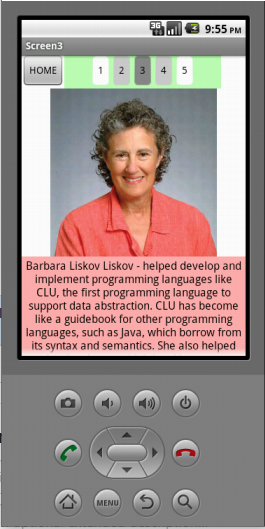 3G
9:55 PM
Screen3
HOME 1 2 3 4 5
Barbara Liskov Liskov - helped develop and
implement programming languages like
CLU, the first programming language to
support data abstraction. CLU has become
like a guidebook for other programming
languages, such as Java, which borrow from
its syntax and semantics. She also helped
MENU